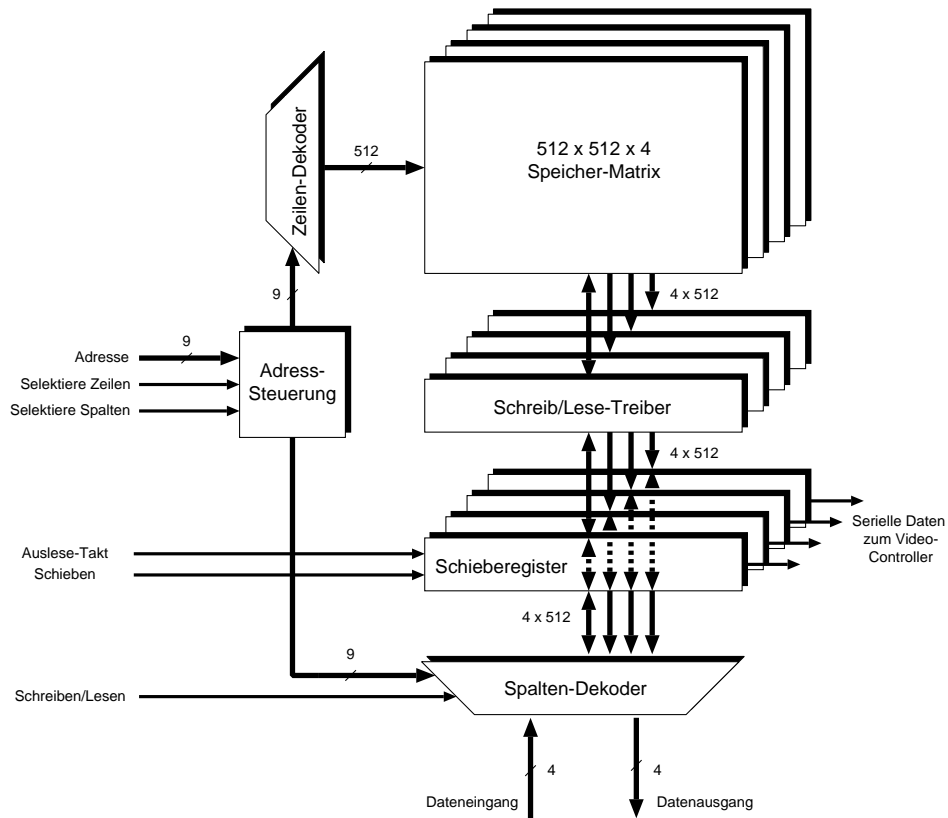 512 x 512 x 4
Speicher-Matrix
Zeilen-Dekoder
512
9
4 x 512
Adresse
9
Selektiere Zeilen
Selektiere Spalten
Adress-
Steuerung
Schreib/Lese-Treiber
4 x 512
Serielle Daten
zum Video-
Controller
Auslese-Takt
Schieben
Schieberegister
4 x 512
9
Schreiben/Lesen
Spalten-Dekoder
4
4
Dateneingang
Datenausgang